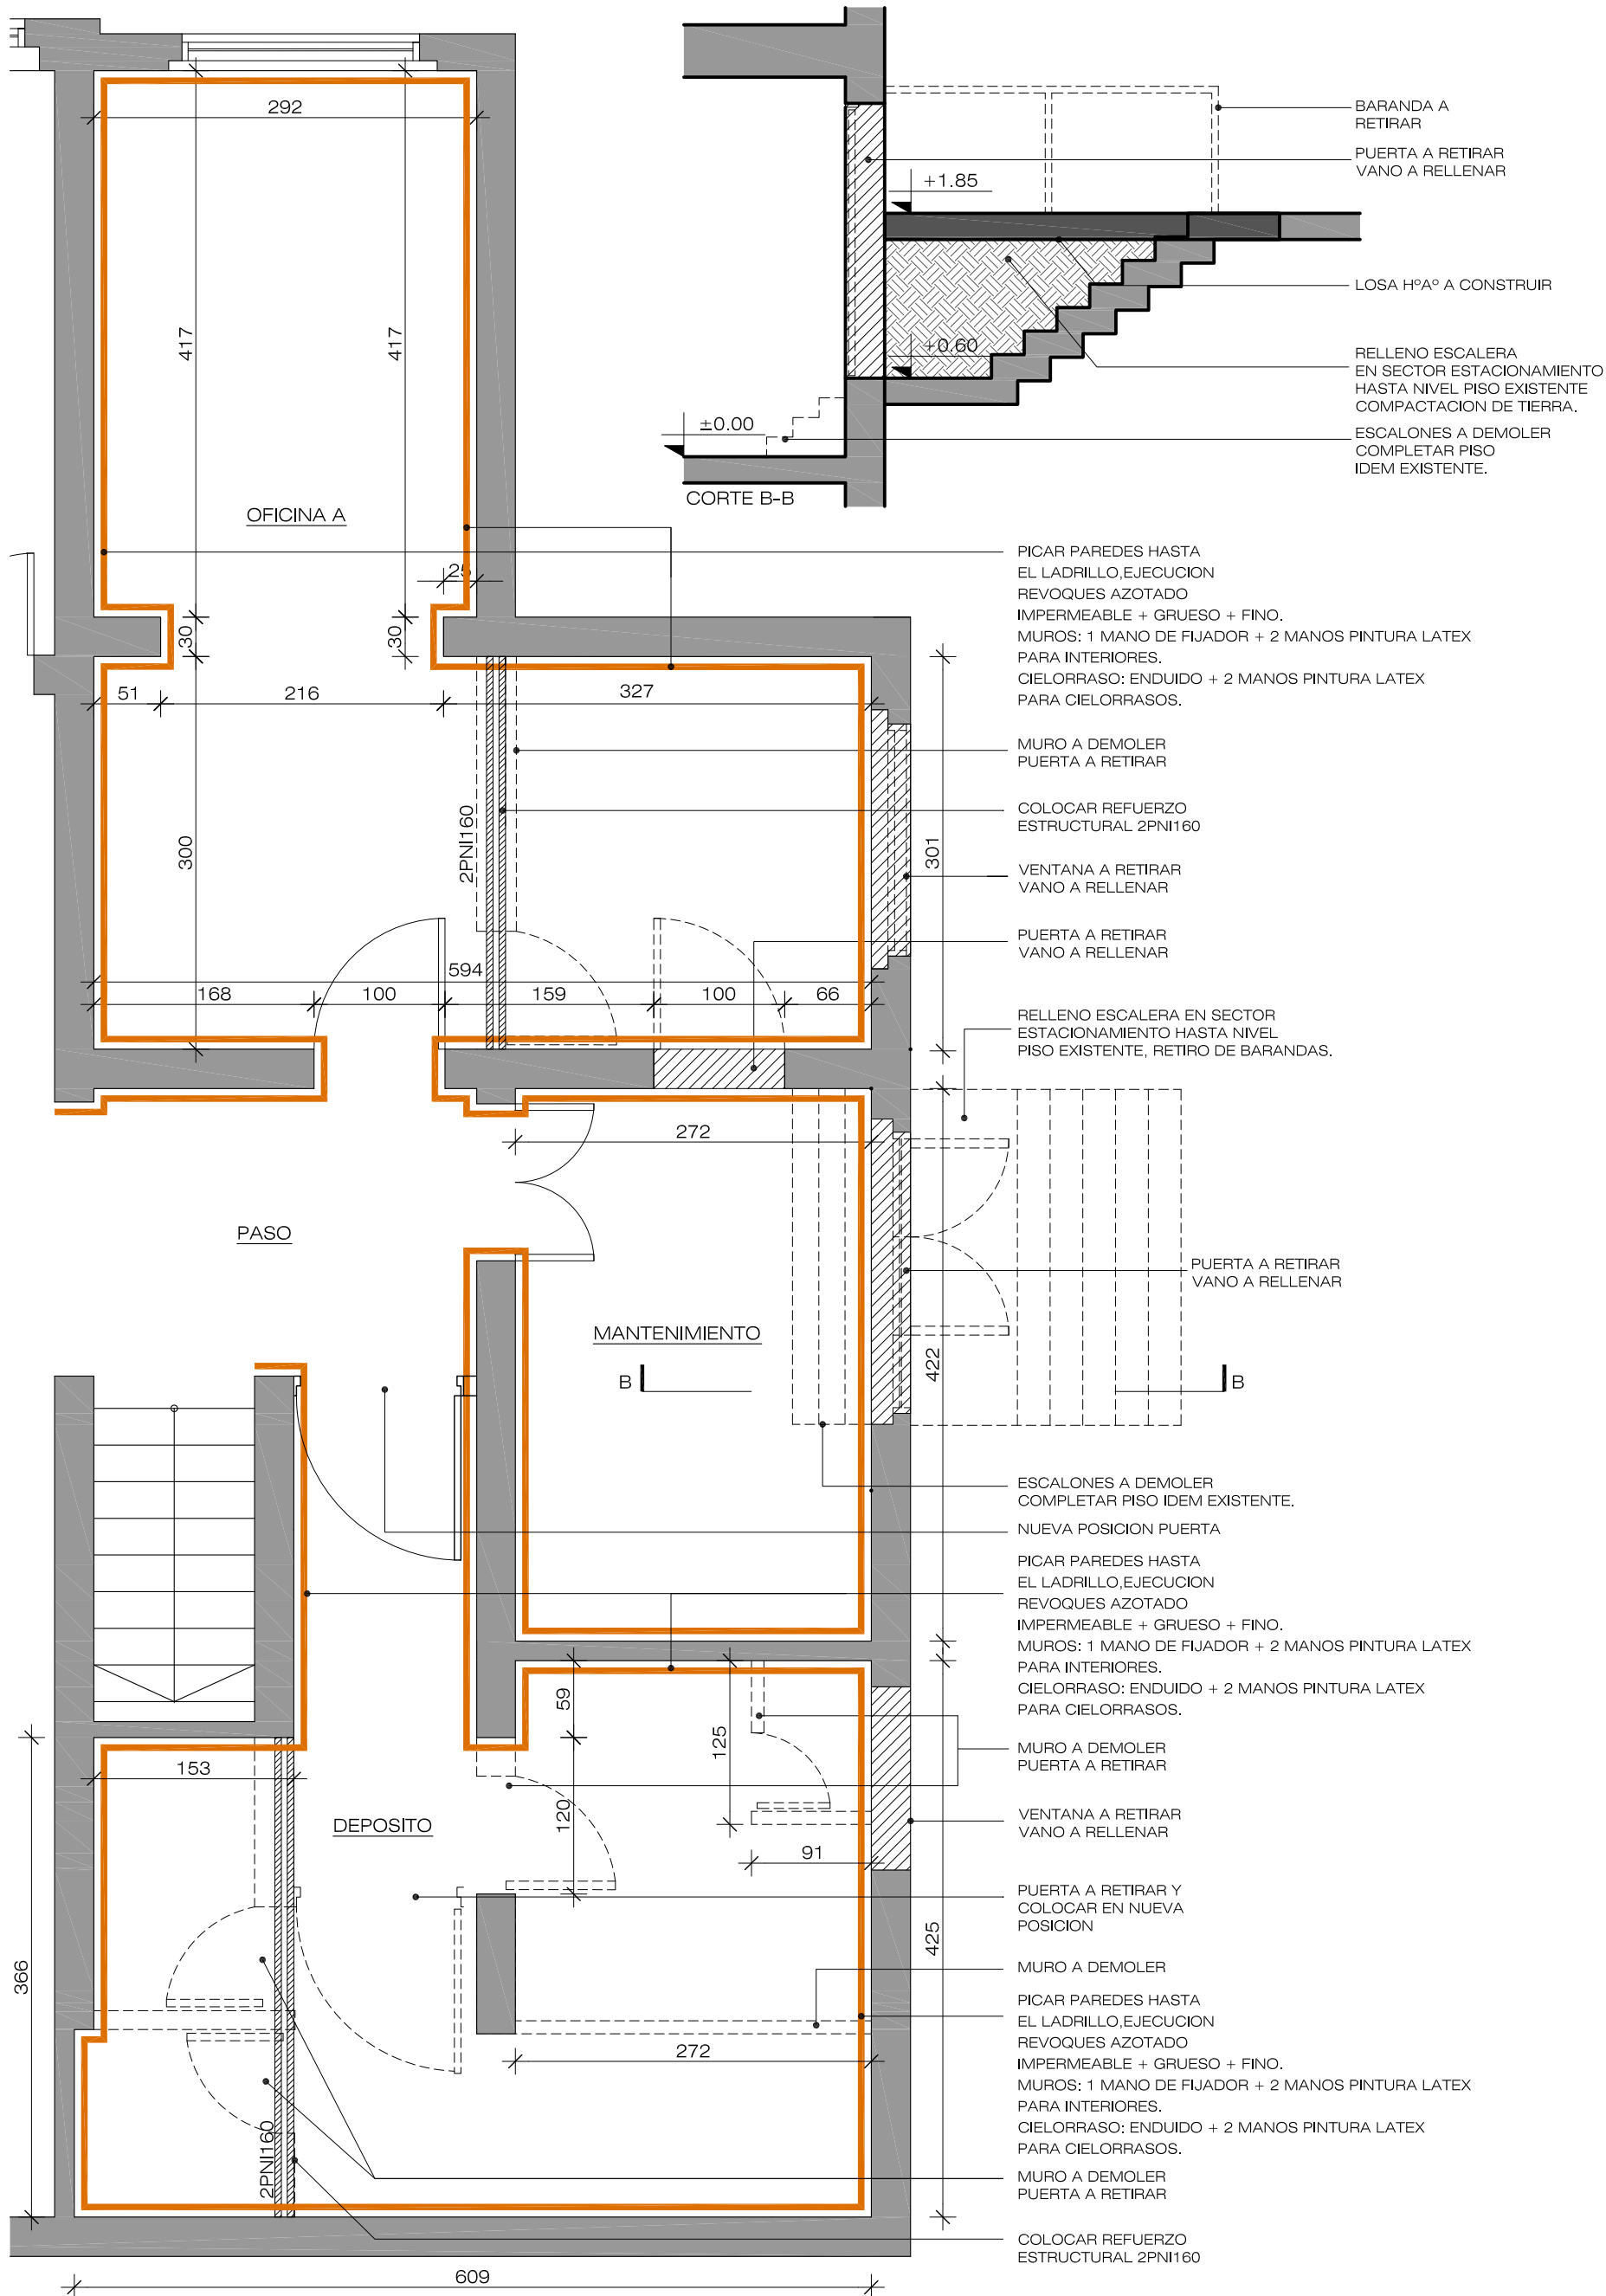 BARANDA A
RETIRAR
PUERTA A RETIRAR
VANO A RELLENAR
+1.85
LOSA HºAº A CONSTRUIR
+0.60
RELLENO ESCALERA
EN SECTOR ESTACIONAMIENTO
HASTA NIVEL PISO EXISTENTE
COMPACTACION DE TIERRA.
±0.00
ESCALONES A DEMOLER
COMPLETAR PISO
IDEM EXISTENTE.
CORTE B-B
292
417
417
OFICINA A
25
30
30
51
216
327
300
2PNI160
301
594
168
100
159
100
66
PICAR PAREDES HASTA
EL LADRILLO,EJECUCION
REVOQUES AZOTADO
IMPERMEABLE + GRUESO + FINO.
MUROS: 1 MANO DE FIJADOR + 2 MANOS PINTURA LATEX
PARA INTERIORES.
CIELORRASO: ENDUIDO + 2 MANOS PINTURA LATEX
PARA CIELORRASOS.
MURO A DEMOLER
PUERTA A RETIRAR
COLOCAR REFUERZO
ESTRUCTURAL 2PNI160
VENTANA A RETIRAR
VANO A RELLENAR
PUERTA A RETIRAR
VANO A RELLENAR
RELLENO ESCALERA EN SECTOR
ESTACIONAMIENTO HASTA NIVEL
PISO EXISTENTE, RETIRO DE BARANDAS.
272
PASO
PUERTA A RETIRAR
VANO A RELLENAR
MANTENIMIENTO
422
B
B
ESCALONES A DEMOLER
COMPLETAR PISO IDEM EXISTENTE.
NUEVA POSICION PUERTA
PICAR PAREDES HASTA
EL LADRILLO,EJECUCION
REVOQUES AZOTADO
IMPERMEABLE + GRUESO + FINO.
MUROS: 1 MANO DE FIJADOR + 2 MANOS PINTURA LATEX
PARA INTERIORES.
CIELORRASO: ENDUIDO + 2 MANOS PINTURA LATEX
PARA CIELORRASOS.
59
125
153
120
DEPOSITO
91
MURO A DEMOLER
PUERTA A RETIRAR
VENTANA A RETIRAR
VANO A RELLENAR
PUERTA A RETIRAR Y
COLOCAR EN NUEVA
POSICION
425
366
MURO A DEMOLER
272
PICAR PAREDES HASTA
EL LADRILLO,EJECUCION
REVOQUES AZOTADO
IMPERMEABLE + GRUESO + FINO.
MUROS: 1 MANO DE FIJADOR + 2 MANOS PINTURA LATEX
PARA INTERIORES.
CIELORRASO: ENDUIDO + 2 MANOS PINTURA LATEX
PARA CIELORRASOS.
2PNI160
MURO A DEMOLER
PUERTA A RETIRAR
COLOCAR REFUERZO
ESTRUCTURAL 2PNI160
609